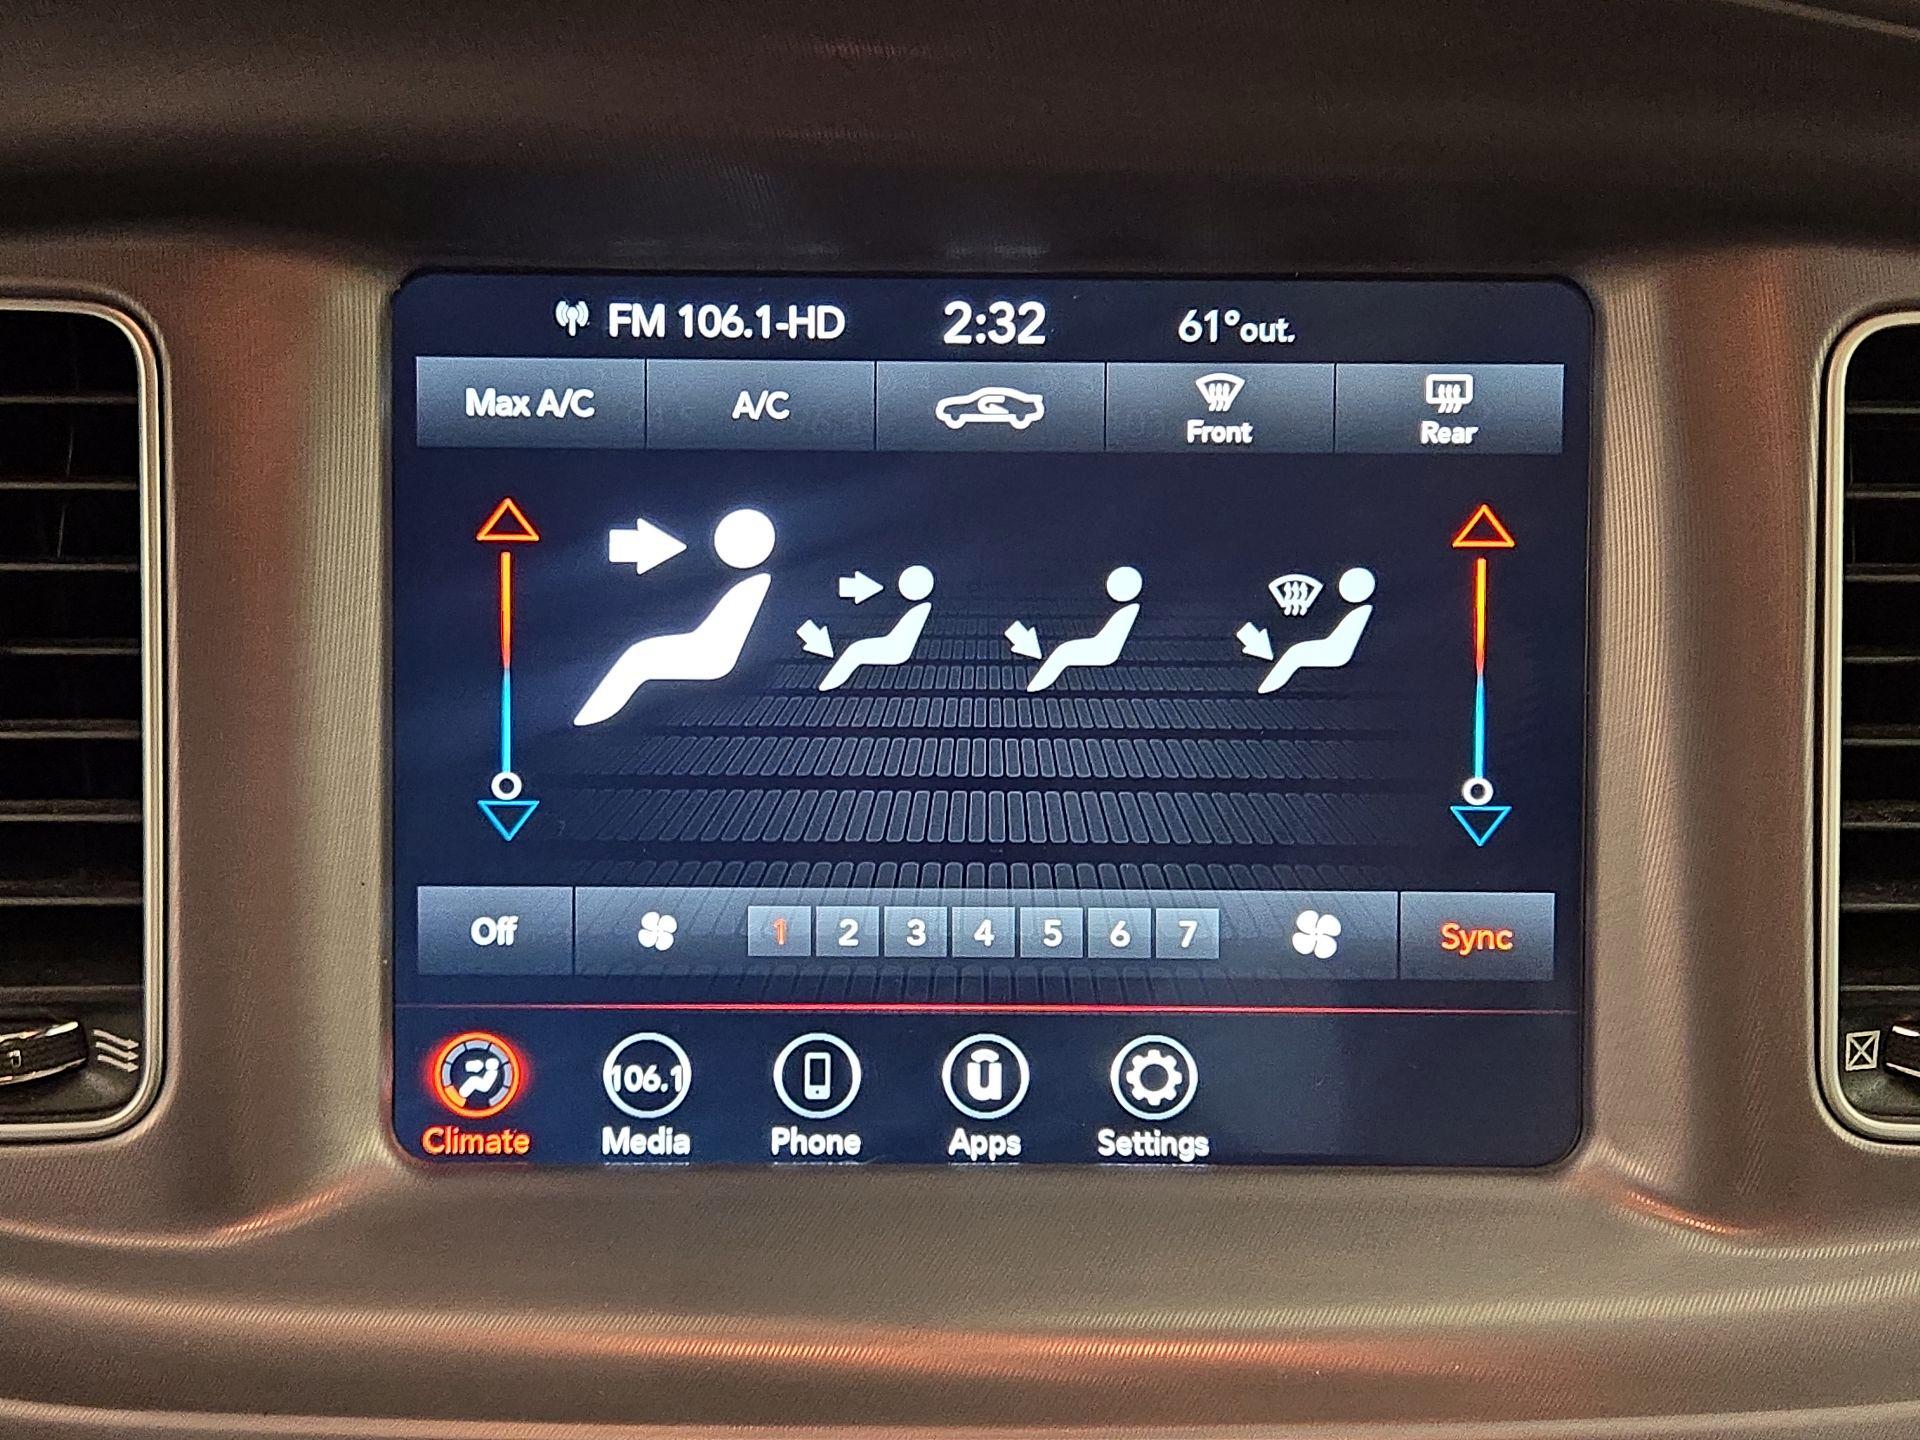 FM 106.1-HD 2:32 61°out.
Max A/C A/C Front Rear
Off 1 2 3 4 5 6 7 Sync
106.1 u
Climate Media Phone Apps Settings